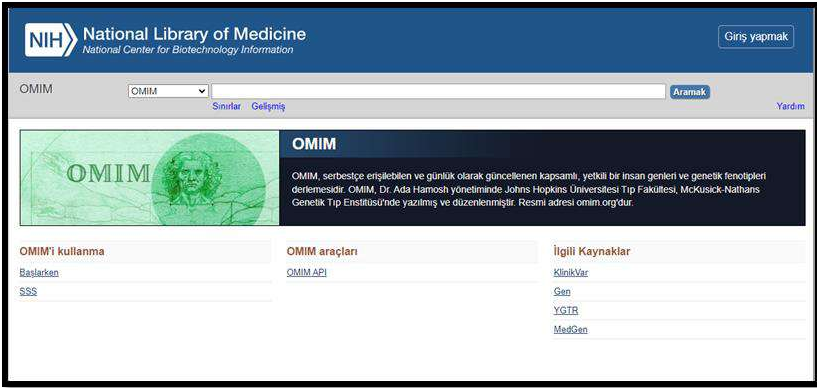 NIH National Library of Medicine
National Center for Biotechnology Information
Giriş yapmak
OMIM
OMIM
Aramak
Sınırlar Gelişmiş
Yardım
OMIM
OMIM
OMIM, serbestçe erişilebilen ve günlük olarak güncellenen kapsamlı, yetkili bir insan genleri ve genetik fenotipleri
derlemesidir. OMIM, Dr. Ada Hamosh yönetiminde Johns Hopkins Üniversitesi Tıp Fakültesi, McKusick-Nathans
Genetik Tıp Enstitüsü'nde yazılmış ve düzenlenmiştir. Resmi adresi omim.org'dur.
OMIM'i kullanma
Başlarken
SSS
OMIM araçları
OMIM API
İlgili Kaynaklar
KlinikVar
Gen
YGTR
MedGen